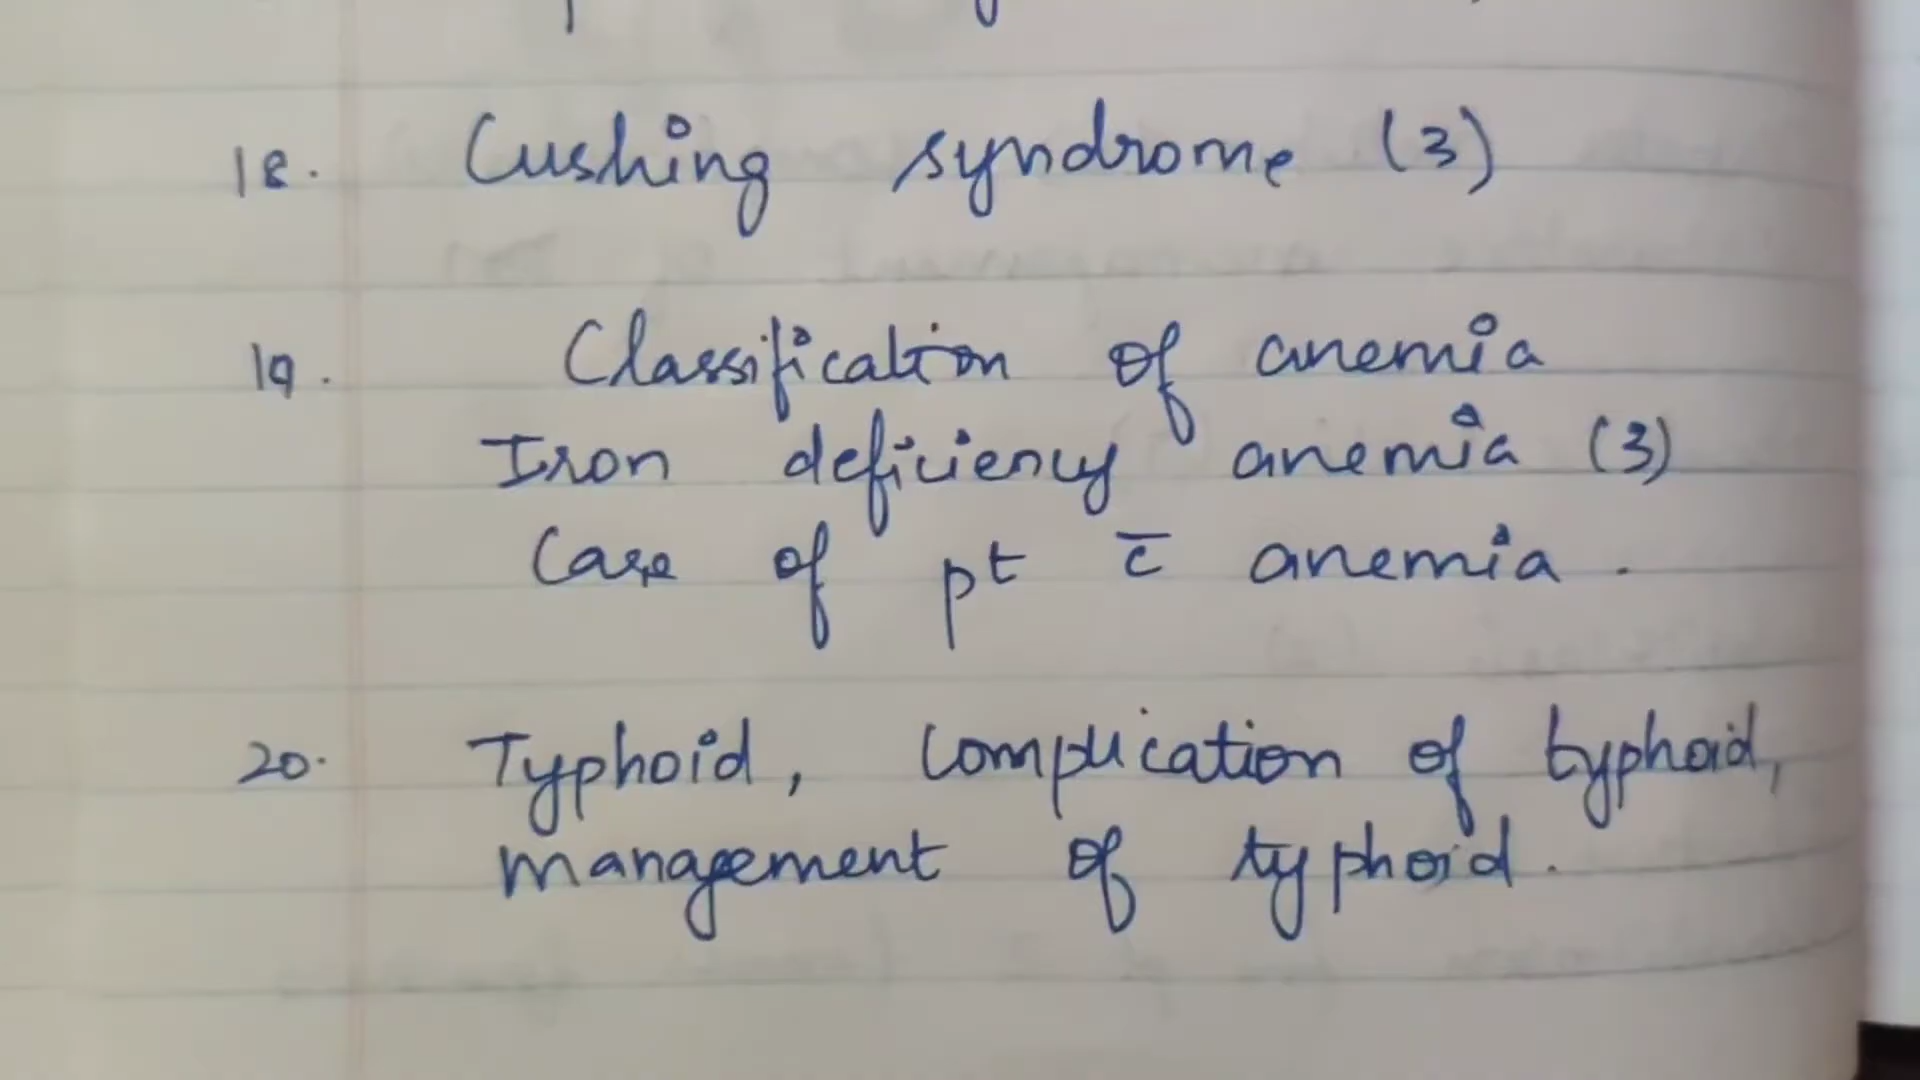 18. Cushing syndrome (3)
19. Classification of anemia
Iron deficiency anemia (3)
Case of pt c̄ anemia.
20. Typhoid, Complication of typhoid,
management of typhoid.